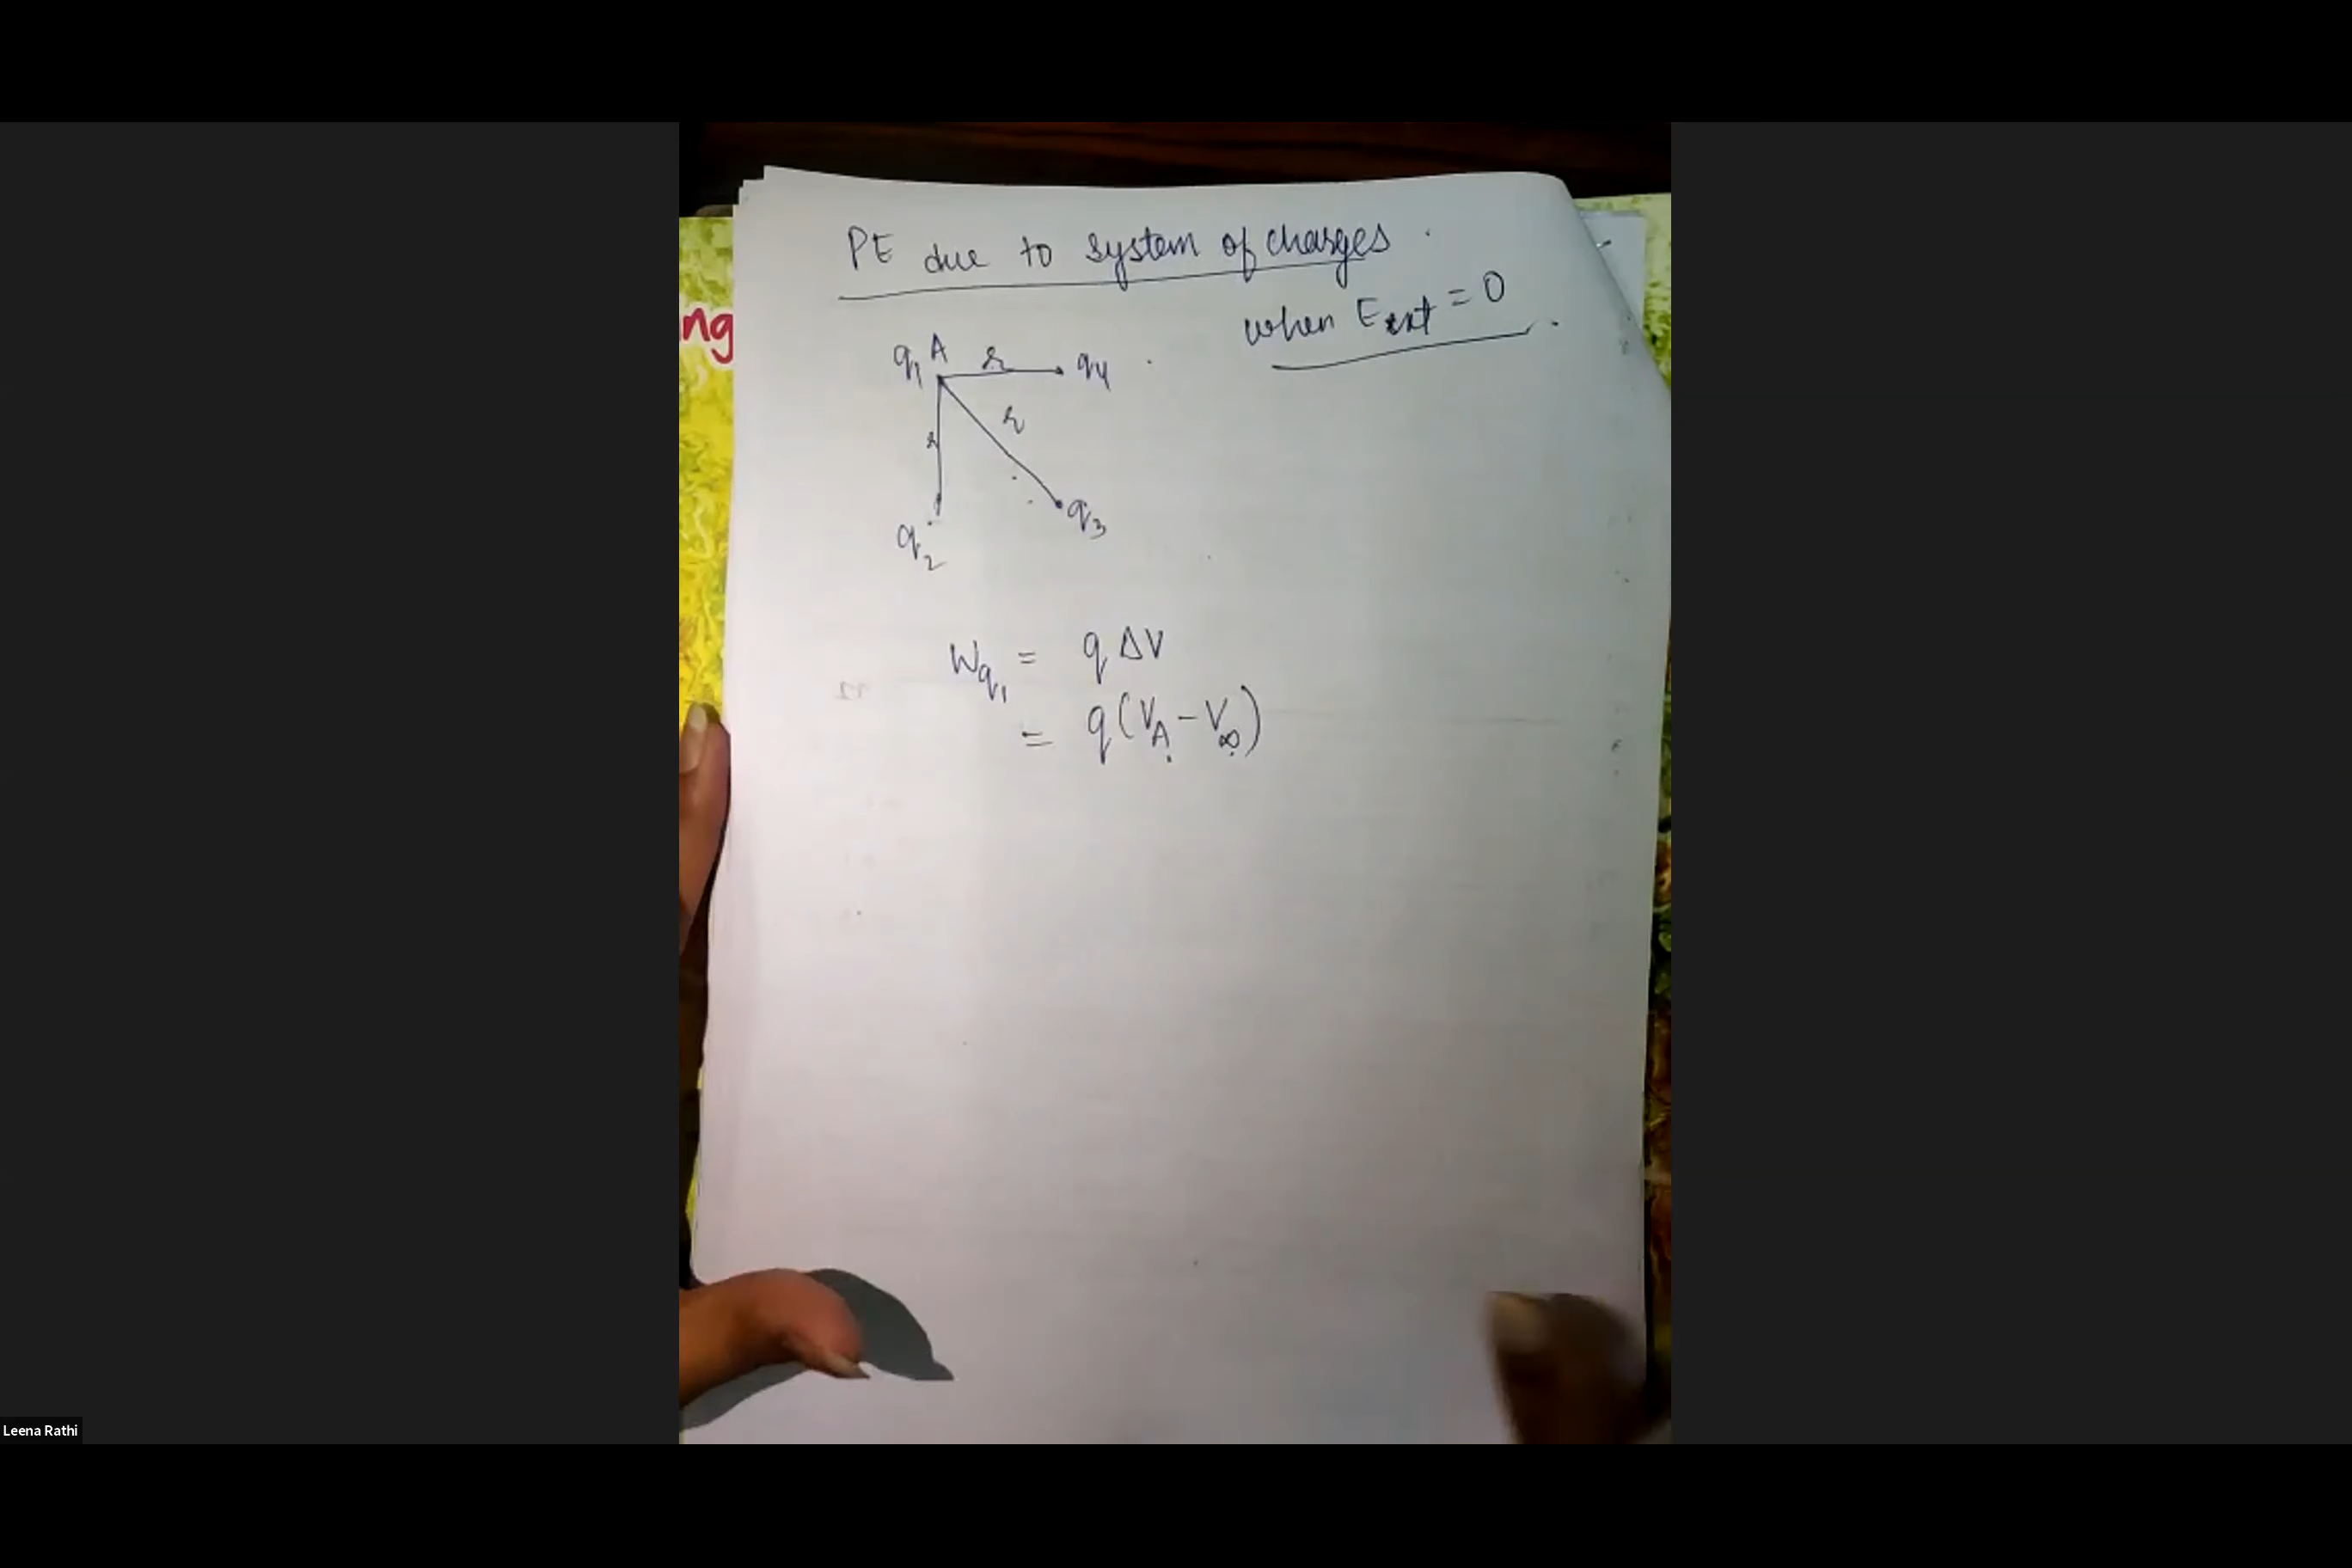 PE due to system of charges.
when Eext = 0
q1 A r q4
r
r
q3
q2
Wq1 = q ΔV
= q(VA - V∞)
ng
Leena Rathi